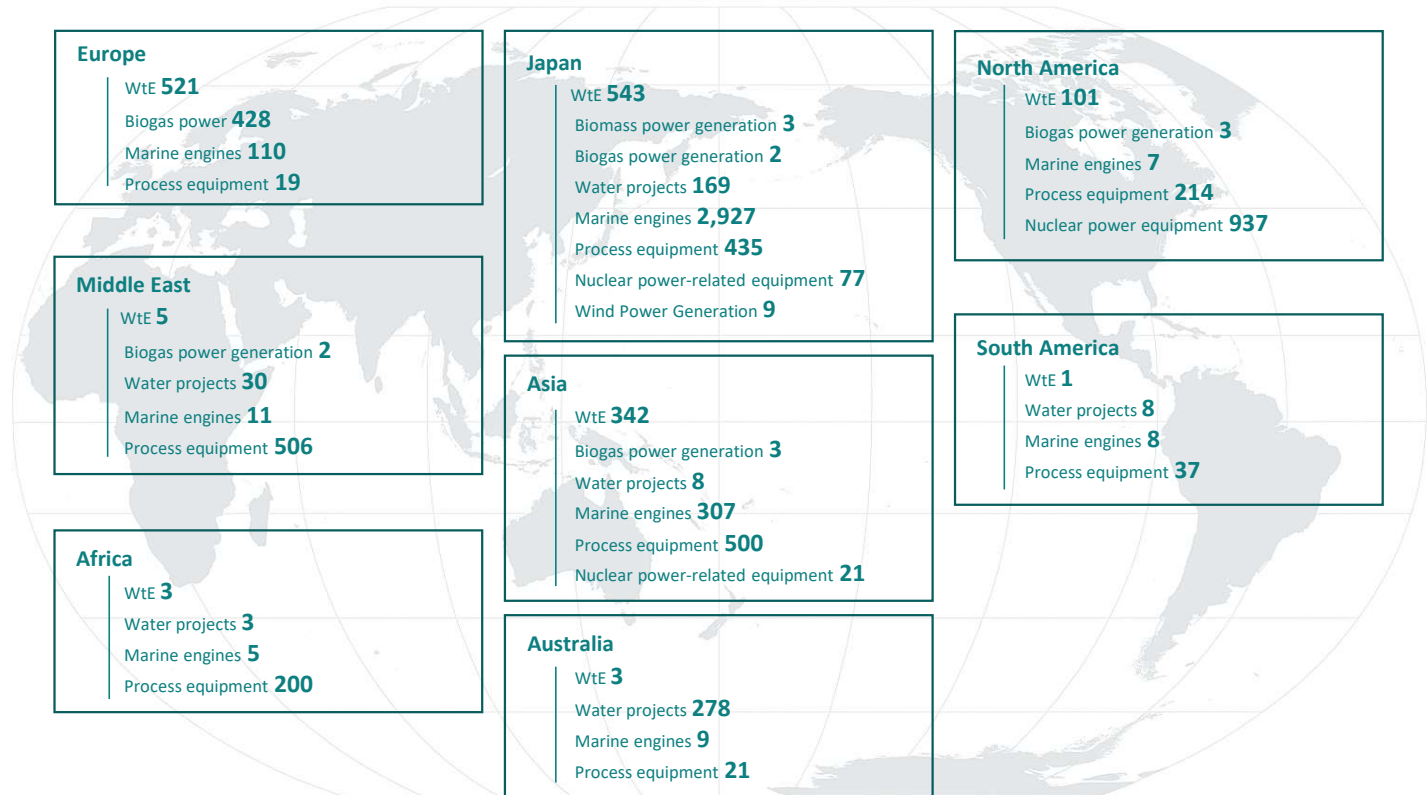 Europe
WtE 521
Biogas power 428
Marine engines 110
Process equipment 19
Middle East
WtE 5
Biogas power generation 2
Water projects 30
Marine engines 11
Process equipment 506
Africa
WtE 3
Water projects 3
Marine engines 5
Process equipment 200
Japan
WtE 543
Biomass power generation 3
Biogas power generation 2
Water projects 169
Marine engines 2,927
Process equipment 435
Nuclear power-related equipment 77
Wind Power Generation 9
Asia
WtE 342
Biogas power generation 3
Water projects 8
Marine engines 307
Process equipment 500
Nuclear power-related equipment 21
Australia
WtE 3
Water projects 278
Marine engines 9
Process equipment 21
North America
WtE 101
Biogas power generation 3
Marine engines 7
Process equipment 214
Nuclear power equipment 937
South America
WtE 1
Water projects 8
Marine engines 8
Process equipment 37